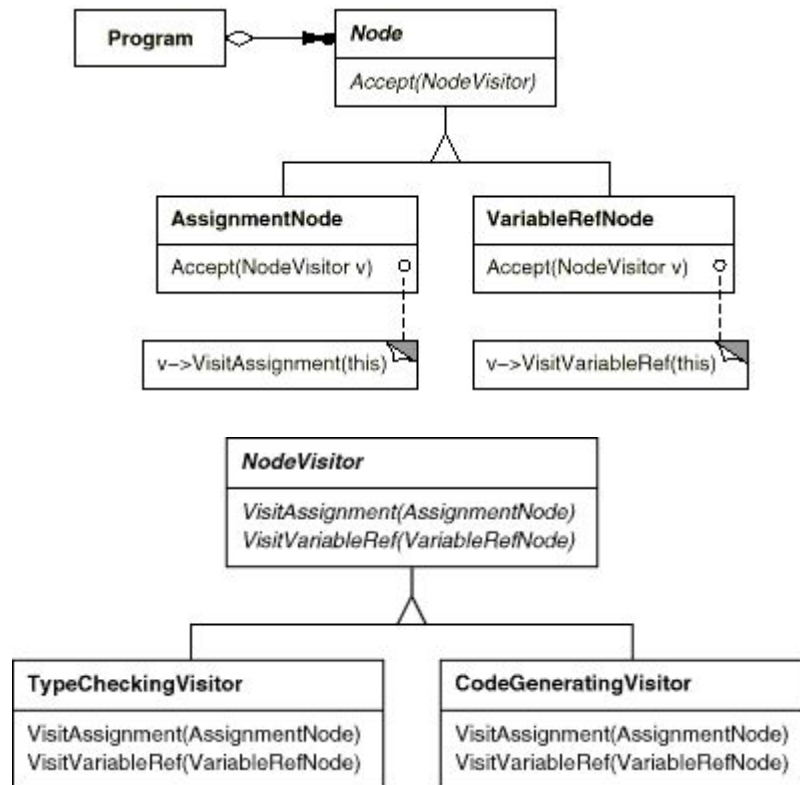 Program
Node
Accept(NodeVisitor)
AssignmentNode
Accept(NodeVisitor v)
v->VisitAssignment(this)
VariableRefNode
Accept(NodeVisitor v)
v->VisitVariableRef(this)
NodeVisitor
VisitAssignment(AssignmentNode)
VisitVariableRef(VariableRefNode)
TypeCheckingVisitor
VisitAssignment(AssignmentNode)
VisitVariableRef(VariableRefNode)
CodeGeneratingVisitor
VisitAssignment(AssignmentNode)
VisitVariableRef(VariableRefNode)